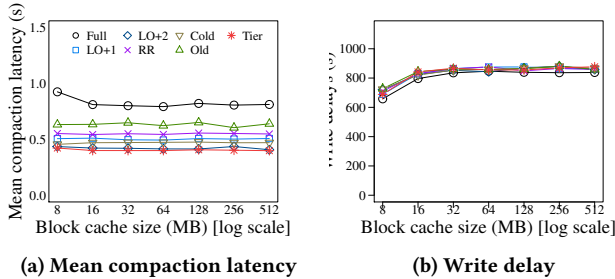 Full LO+2 Cold Tier
LO+1 RR Old
Mean compaction latency (s)
1.5
1.0
0.5
0.0
8 16 32 64 128 256 512
Block cache size (MB) [log scale]
(a) Mean compaction latency
Write delays (s)
1000
800
600
400
200
0
8 16 32 64 128 256 512
Block cache size (MB) [log scale]
(b) Write delay